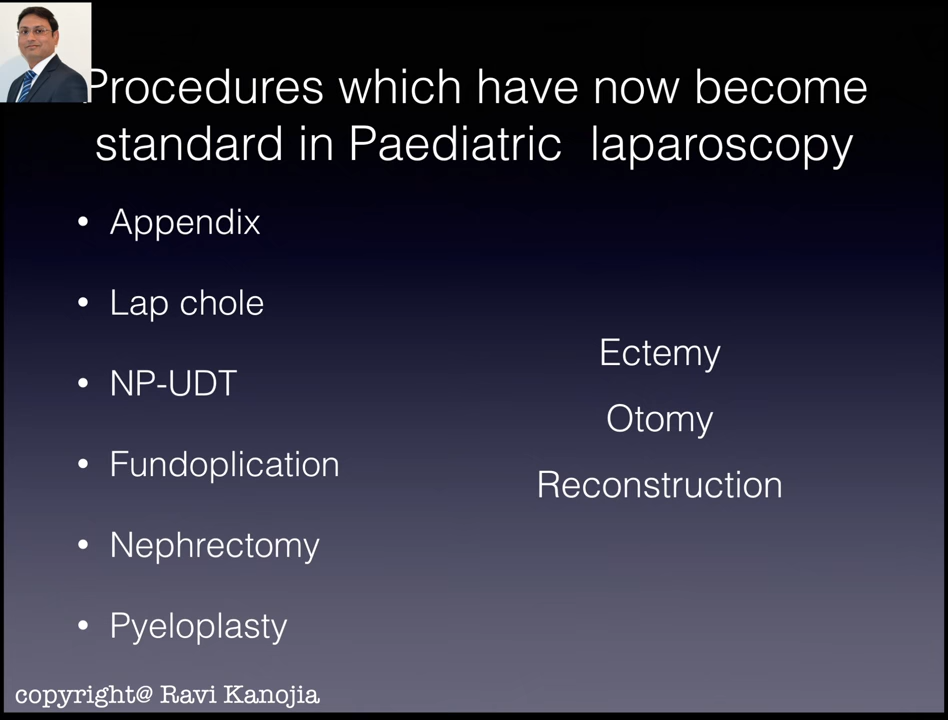 Procedures which have now become
standard in Paediatric laparoscopy
• Appendix
• Lap chole
• NP-UDT
• Fundoplication
• Nephrectomy
• Pyeloplasty
Ectemy
Otomy
Reconstruction
copyright@ Ravi Kanojia